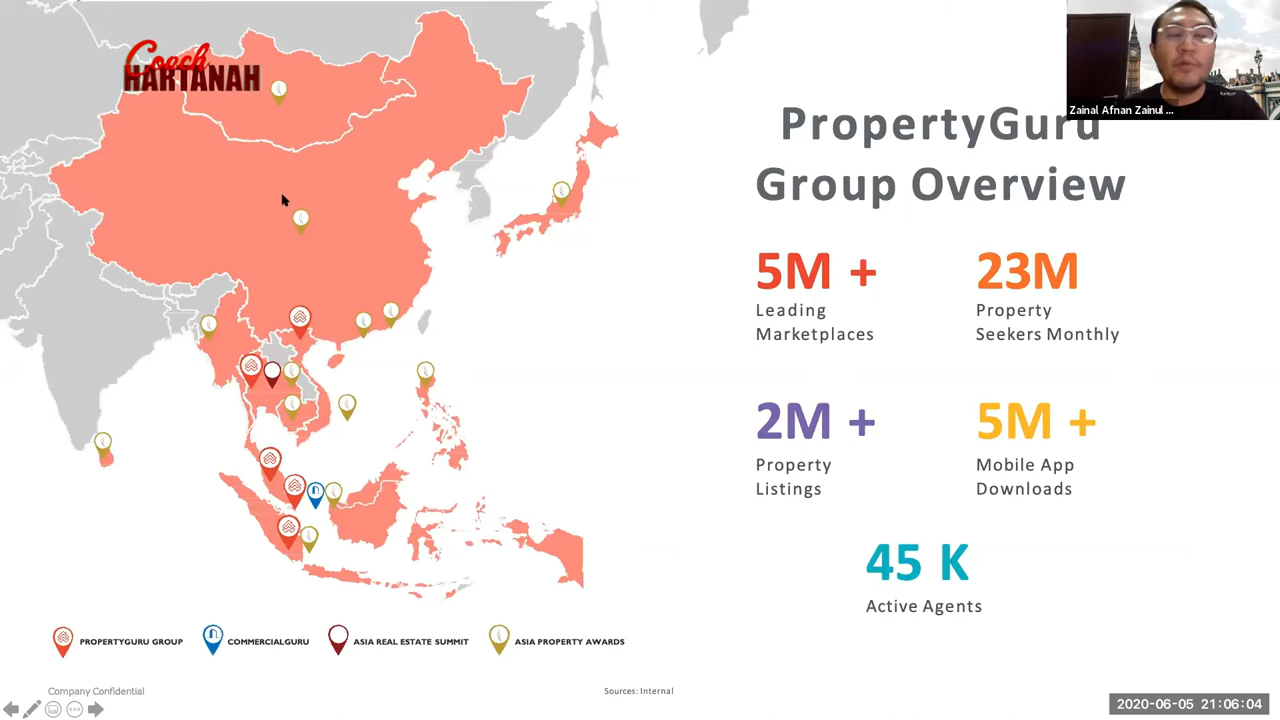 Coach
HARTANAH
Zainal Afnan Zainul ...
PropertyGuru
Group Overview
5M +
Leading
Marketplaces
23M
Property
Seekers Monthly
2M +
Property
Listings
5M +
Mobile App
Downloads
45 K
Active Agents
PROPERTYGURU GROUP
COMMERCIALGURU
ASIA REAL ESTATE SUMMIT
ASIA PROPERTY AWARDS
Company Confidential
Sources: Internal
2020-06-05 21:06:04